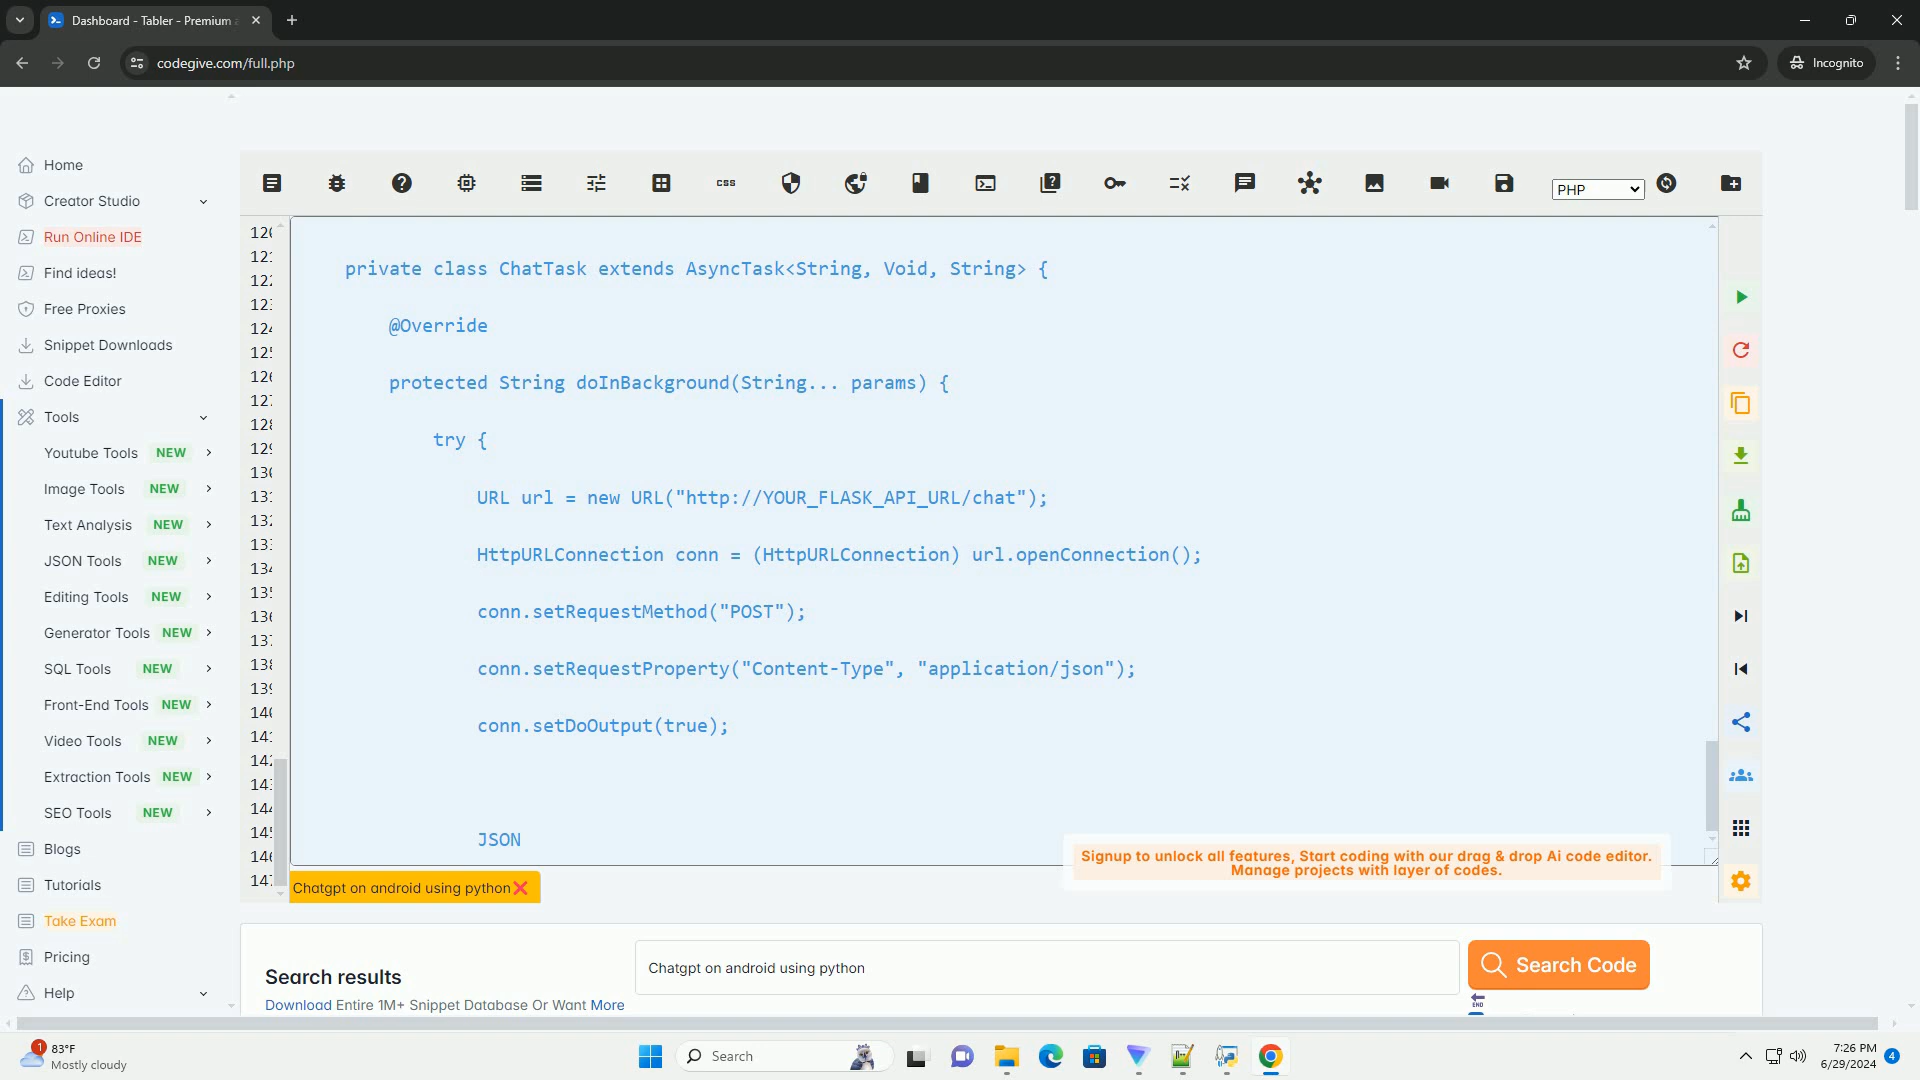 Dashboard - Tabler - Premium
codegive.com/full.php
Incognito
Home
Creator Studio
Run Online IDE
Find ideas!
Free Proxies
Snippet Downloads
Code Editor
Tools
Youtube Tools NEW
Image Tools NEW
Text Analysis NEW
JSON Tools NEW
Editing Tools NEW
Generator Tools NEW
SQL Tools NEW
Front-End Tools NEW
Video Tools NEW
Extraction Tools NEW
SEO Tools NEW
Blogs
Tutorials
Take Exam
Pricing
Help
css
PHP
private class ChatTask extends AsyncTask<String, Void, String> {
@Override
protected String doInBackground(String... params) {
try {
URL url = new URL("http://YOUR_FLASK_API_URL/chat");
HttpURLConnection conn = (HttpURLConnection) url.openConnection();
conn.setRequestMethod("POST");
conn.setRequestProperty("Content-Type", "application/json");
conn.setDoOutput(true);
JSON
Signup to unlock all features, Start coding with our drag & drop Ai code editor.
Manage projects with layer of codes.
Chatgpt on android using python
Search results
Download Entire 1M+ Snippet Database Or Want More
Chatgpt on android using python
Search Code
END
1
83°F
Mostly cloudy
Search
7:26 PM
6/29/2024
4